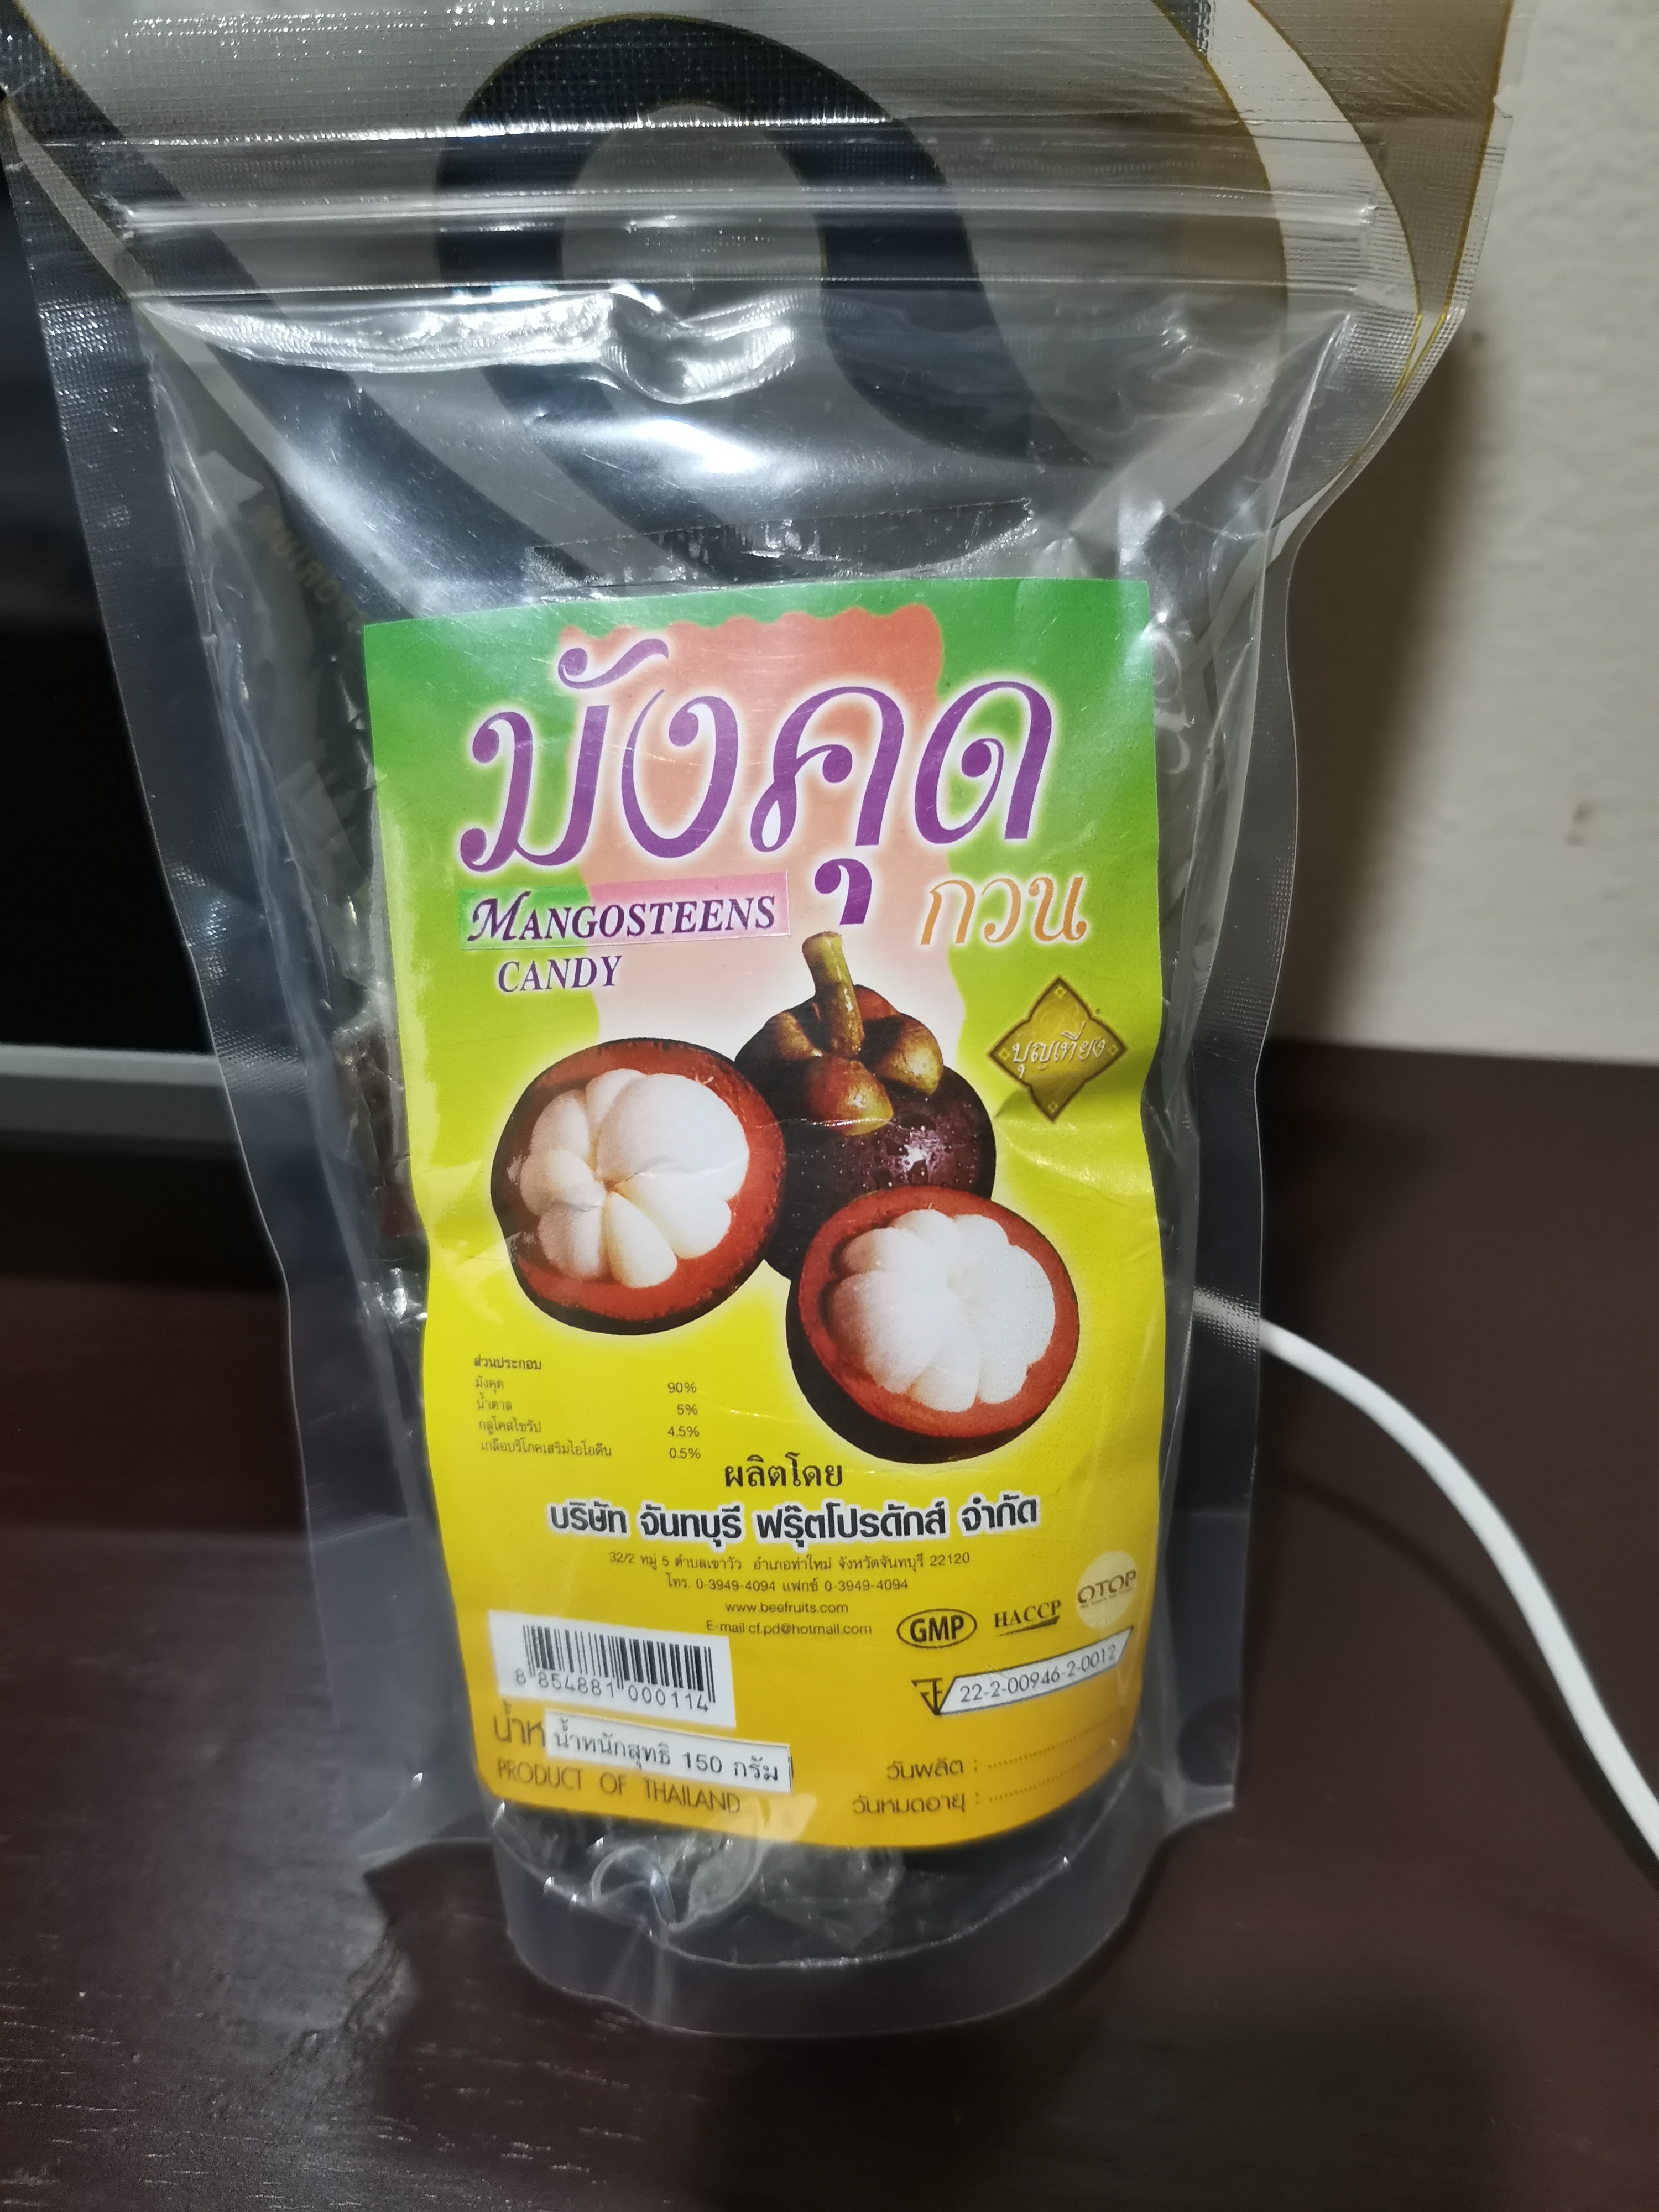 มังคุด
กวน
MANGOSTEENS
CANDY
บุญเที่ยง
ส่วนประกอบ
มังคุด 90%
น้ำตาล 5%
กลูโคสไซรัป 4.5%
เกลือบริโภคเสริมไอโอดีน 0.5%
ผลิตโดย
บริษัท จันทบุรี ฟรุ๊ตโปรดักส์ จำกัด
32/2 หมู่ 5 ตำบลเขาวัว อำเภอท่าใหม่ จังหวัดจันทบุรี 22120
โทร. 0-3949-4094 แฟกซ์ 0-3949-4094
www.beefruits.com
E-mail cf.pd@hotmail.com
GMP HACCP OTOP
8 854881 000114
22-2-00946-2-0012
น้ำห น้ำหนักสุทธิ 150 กรัม
PRODUCT OF THAILAND
วันผลิต :
วันหมดอายุ :